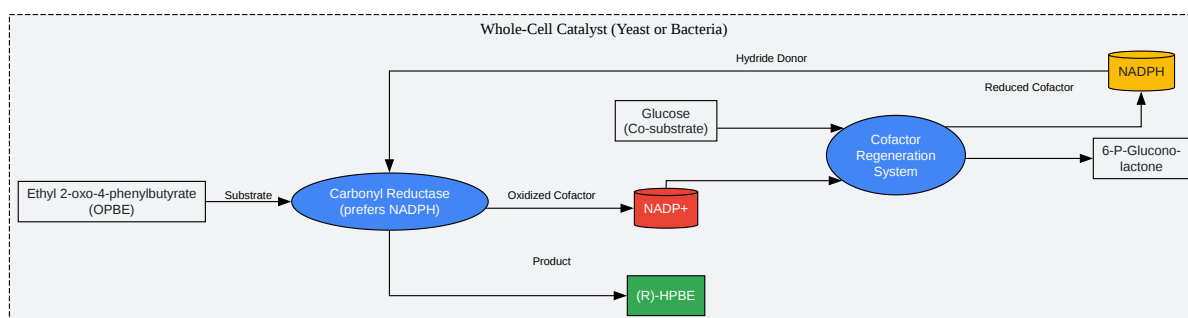 Whole-Cell Catalyst (Yeast or Bacteria)
Hydride Donor
NADPH
Reduced Cofactor
Glucose
(Co-substrate)
Cofactor
Regeneration
System
6-P-Glucono-
lactone
Ethyl 2-oxo-4-phenylbutyrate
(OPBE)
Substrate
Carbonyl Reductase
(prefers NADPH)
Oxidized Cofactor
NADP+
Product
(R)-HPBE